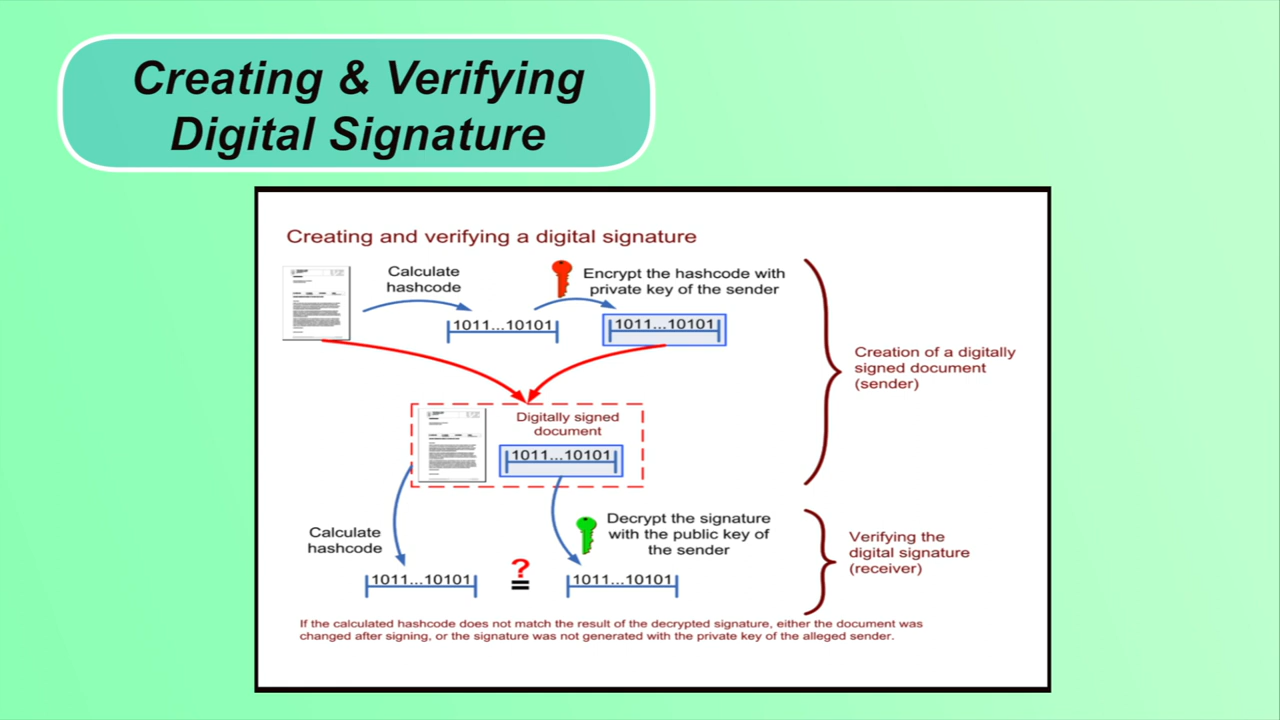 Creating & Verifying
Digital Signature
Creating and verifying a digital signature
Calculate
hashcode
Encrypt the hashcode with
private key of the sender
1011...10101
1011...10101
Creation of a digitally
signed document
(sender)
Digitally signed
document
1011...10101
Calculate
hashcode
Decrypt the signature
with the public key of
the sender
Verifying the
digital signature
(receiver)
1011...10101
?
=
1011...10101
If the calculated hashcode does not match the result of the decrypted signature, either the document was
changed after signing, or the signature was not generated with the private key of the alleged sender.